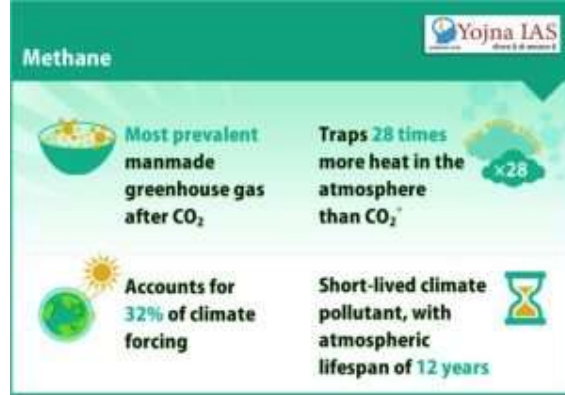 Yojna IAS
Methane
Most prevalent
manmade
greenhouse gas
after CO₂
Traps 28 times
more heat in the
atmosphere
than CO₂*
×28
Accounts for
32% of climate
forcing
Short-lived climate
pollutant, with
atmospheric
lifespan of 12 years